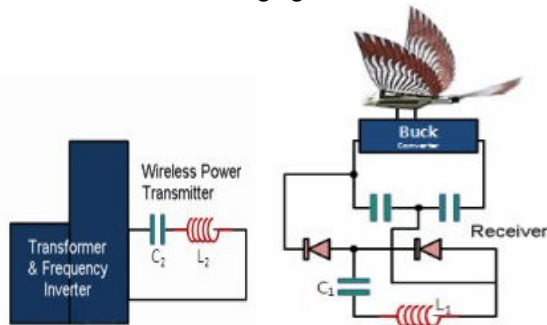 Wireless Power
Transmitter
Transformer
& Frequency
Inverter
C2
L2
Buck
Converter
Receiver
C1
L1